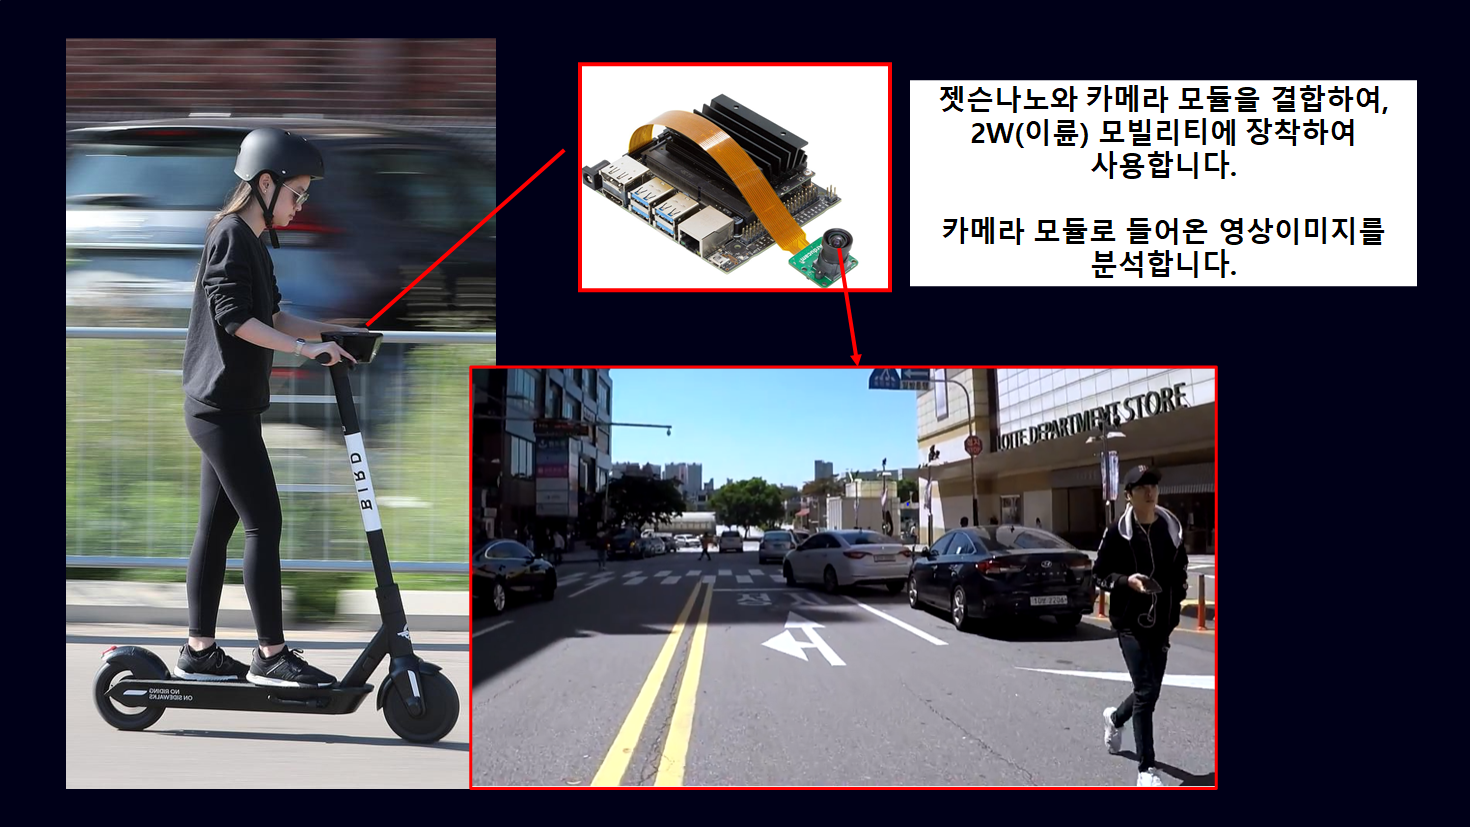 젯슨나노와 카메라 모듈을 결합하여,
2W(이륜) 모빌리티에 장착하여
사용합니다.
카메라 모듈로 들어온 영상이미지를
분석합니다.
BIRD
NO RIDING
ON SIDEWALKS
LOTTE DEPARTMENT STORE